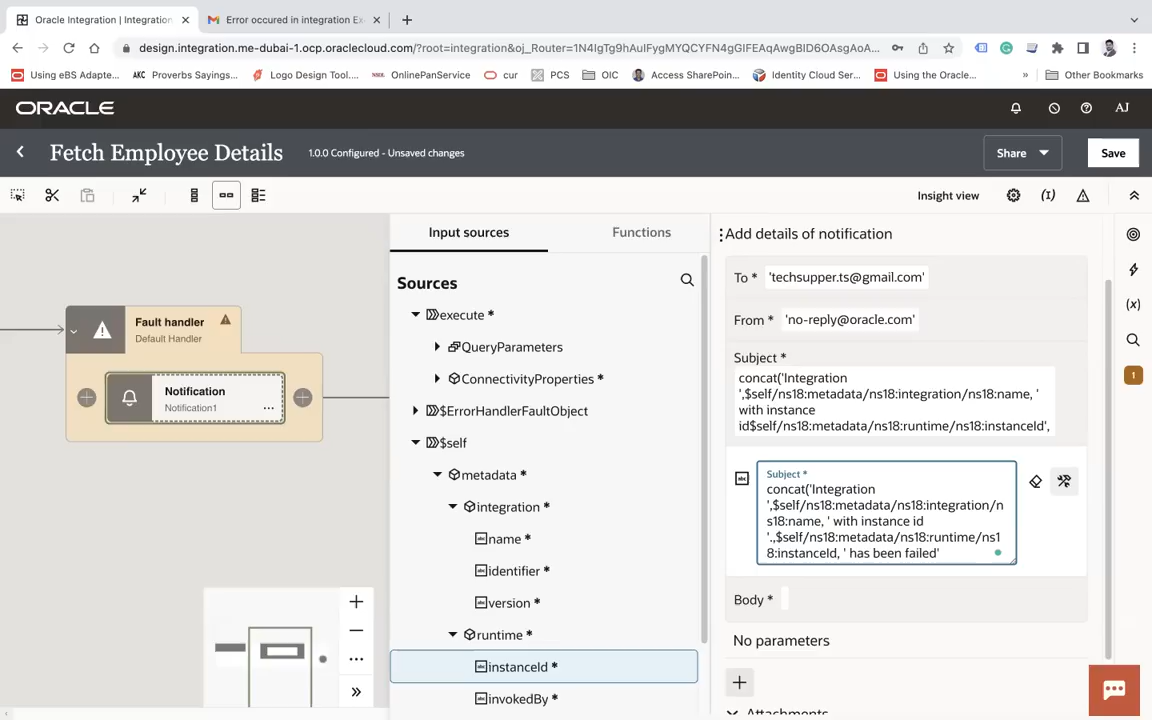 Oracle Integration | Integration
Error occured in integration Ex
design.integration.me-dubai-1.ocp.oraclecloud.com/?root=integration&oj_Router=1N4IgTg9hAuIFygMYQCYFN4gGIFEAqAwgBID6OAsgAoA...
Using eBS Adapte...
AKC Proverbs Sayings...
Logo Design Tool....
OnlinePanService
cur
PCS
OIC
Access SharePoin...
Identity Cloud Ser...
Using the Oracle...
»
Other Bookmarks
ORACLE
AJ
Fetch Employee Details
1.0.0 Configured - Unsaved changes
Share
Save
Insight view
Input sources
Functions
Add details of notification
Sources
To * 'techsupper.ts@gmail.com'
execute *
From * 'no-reply@oracle.com'
Fault handler
Default Handler
QueryParameters
Subject *
concat('Integration
',$self/ns18:metadata/ns18:integration/ns18:name, '
with instance
id$self/ns18:metadata/ns18:runtime/ns18:instanceId',
ConnectivityProperties *
Notification
Notification1
$ErrorHandlerFaultObject
$self
metadata *
Subject *
concat('Integration
',$self/ns18:metadata/ns18:integration/n
s18:name, ' with instance id
'.,$self/ns18:metadata/ns18:runtime/ns1
8:instanceId, ' has been failed'
integration *
name *
identifier *
version *
Body *
runtime *
No parameters
instanceId *
invokedBy *
Attachments
1